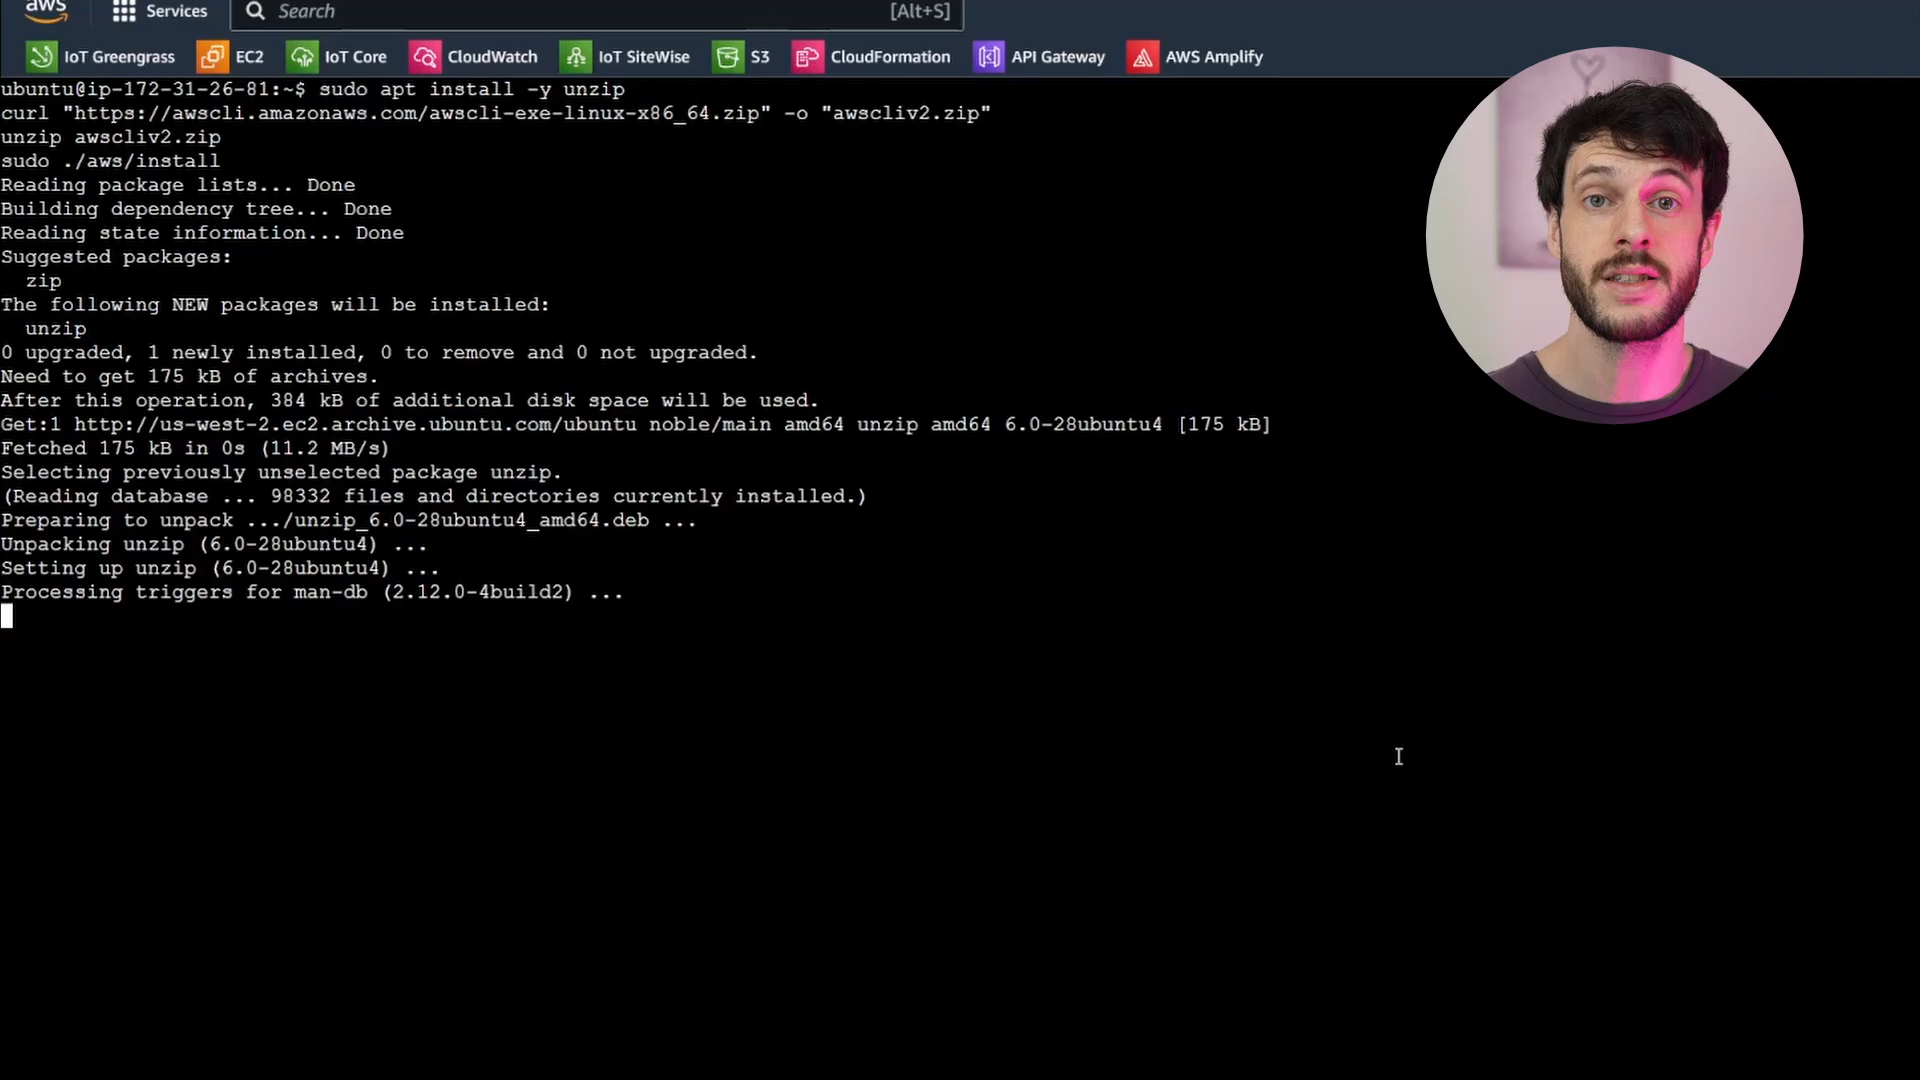 aws
Services
Search
[Alt+S]
IoT Greengrass
EC2
IoT Core
CloudWatch
IoT SiteWise
S3
CloudFormation
API Gateway
AWS Amplify
ubuntu@ip-172-31-26-81:~$ sudo apt install -y unzip
curl "https://awscli.amazonaws.com/awscli-exe-linux-x86_64.zip" -o "awscliv2.zip"
unzip awscliv2.zip
sudo ./aws/install
Reading package lists... Done
Building dependency tree... Done
Reading state information... Done
Suggested packages:
  zip
The following NEW packages will be installed:
  unzip
0 upgraded, 1 newly installed, 0 to remove and 0 not upgraded.
Need to get 175 kB of archives.
After this operation, 384 kB of additional disk space will be used.
Get:1 http://us-west-2.ec2.archive.ubuntu.com/ubuntu noble/main amd64 unzip amd64 6.0-28ubuntu4 [175 kB]
Fetched 175 kB in 0s (11.2 MB/s)
Selecting previously unselected package unzip.
(Reading database ... 98332 files and directories currently installed.)
Preparing to unpack .../unzip_6.0-28ubuntu4_amd64.deb ...
Unpacking unzip (6.0-28ubuntu4) ...
Setting up unzip (6.0-28ubuntu4) ...
Processing triggers for man-db (2.12.0-4build2) ...